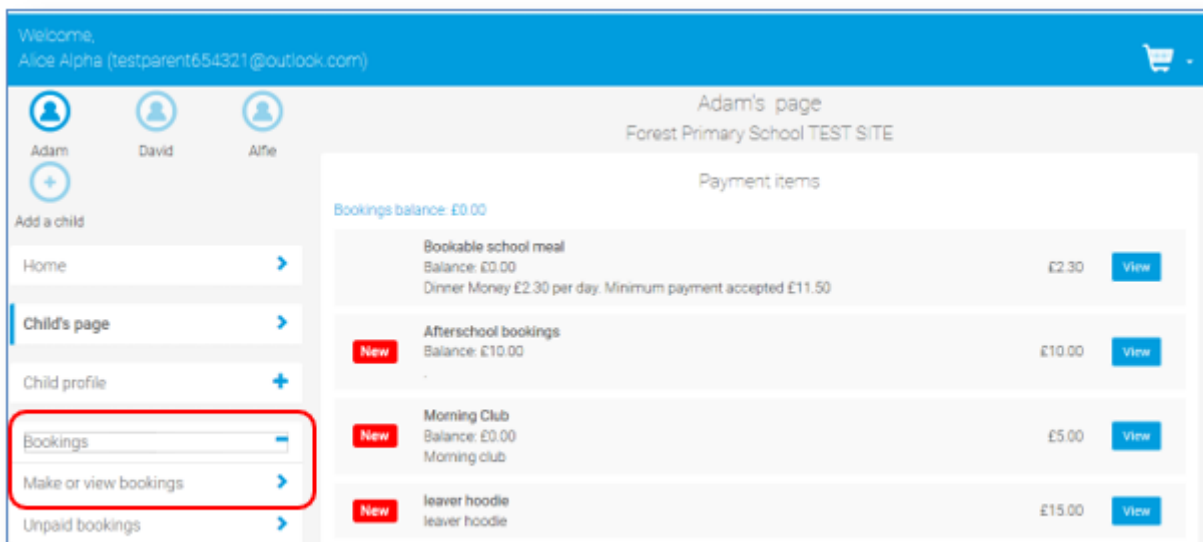 Welcome,
Alice Alpha (testparent654321@outlook.com)
Adam
David
Alfie
Add a child
Home
Child's page
Child profile
Bookings
Make or view bookings
Unpaid bookings
Adam's page
Forest Primary School TEST SITE
Payment items
Bookings balance: £0.00
Bookable school meal
Balance: £0.00
Dinner Money £2.30 per day. Minimum payment accepted £11.50
£2.30
View
New
Afterschool bookings
Balance: £10.00
.
£10.00
View
New
Morning Club
Balance: £0.00
Morning club
£5.00
View
New
leaver hoodie
leaver hoodie
£15.00
View